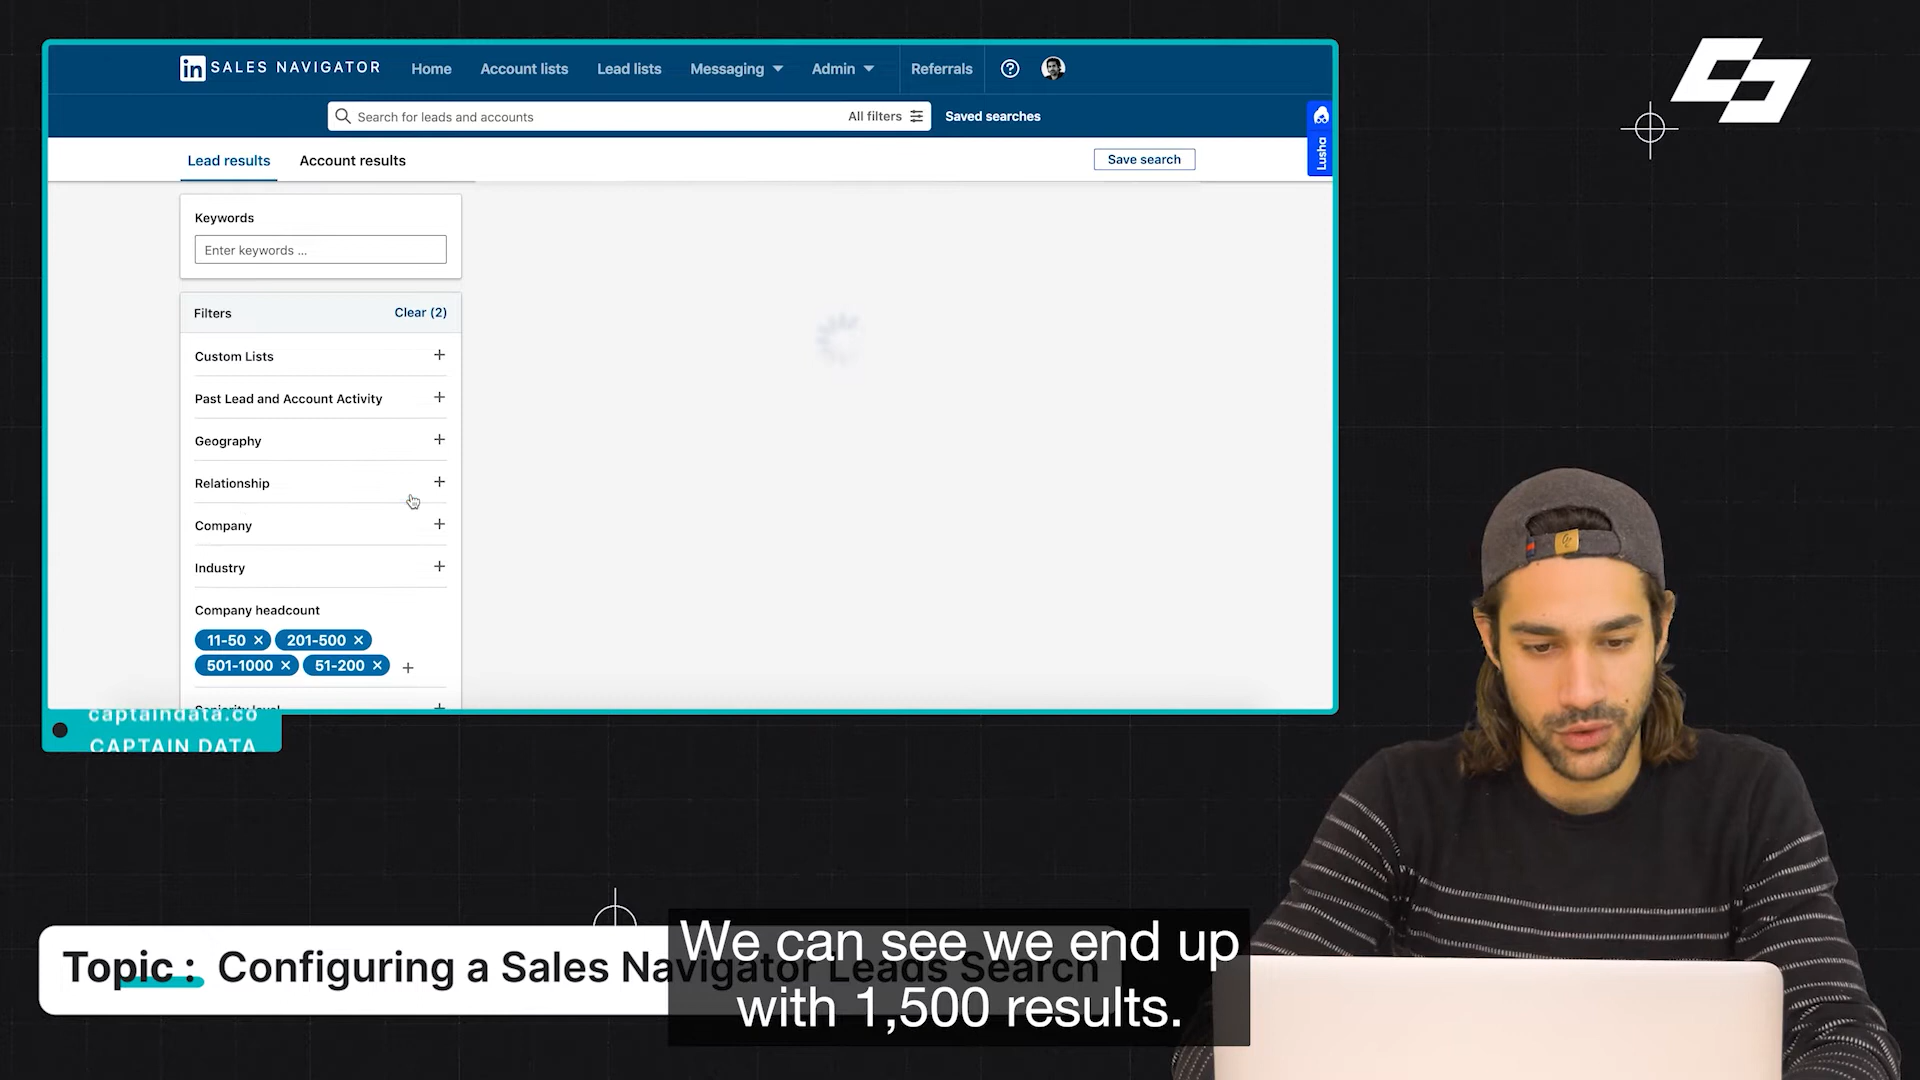 in SALES NAVIGATOR Home Account lists Lead lists Messaging Admin Referrals
Search for leads and accounts All filters Saved searches
Lusha
Lead results Account results Save search
Keywords
Enter keywords ...
Filters Clear (2)
Custom Lists
Past Lead and Account Activity
Geography
Relationship
Company
Industry
Company headcount
11-50 201-500
501-1000 51-200
Seniority level
captaindata.co
CAPTAIN DATA
Topic : Configuring a Sales Navigator Leads Search
We can see we end up
with 1,500 results.